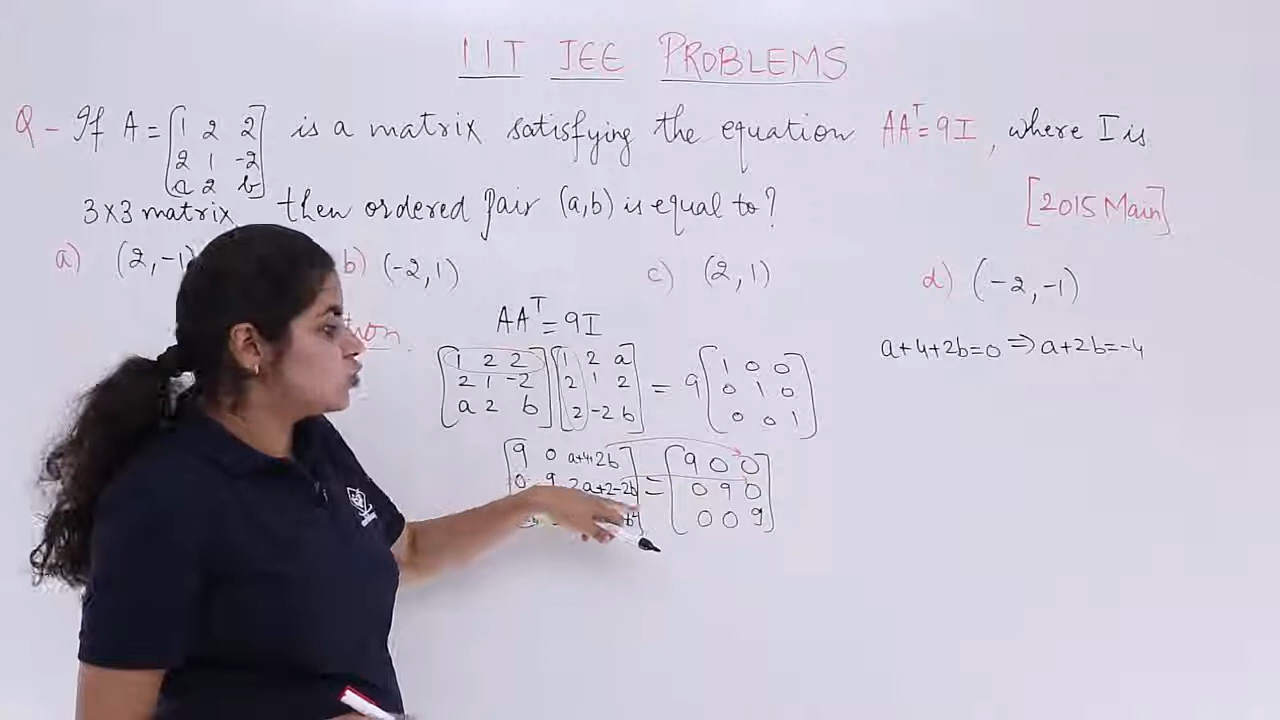 IIT JEE PROBLEMS
Q - If A = [1 2 2 is a matrix satisfying the equation AAᵀ = 9I, where I is
2 1 -2
a 2 b]
3×3 matrix then ordered pair (a,b) is equal to? [2015 Main]
a) (2,-1 b) (-2,1) c) (2,1) d) (-2,-1)
AAᵀ = 9I
a+4+2b=0 ⇒ a+2b=-4
[1 2 2 [1 2 a] = 9 [1 0 0
2 1 -2 2 1 2 0 1 0
a 2 b] 2 -2 b] 0 0 1]
[9 0 a+4+2b [9 0 0
0 9 2a+2-2b = 0 9 0
0 0 9]